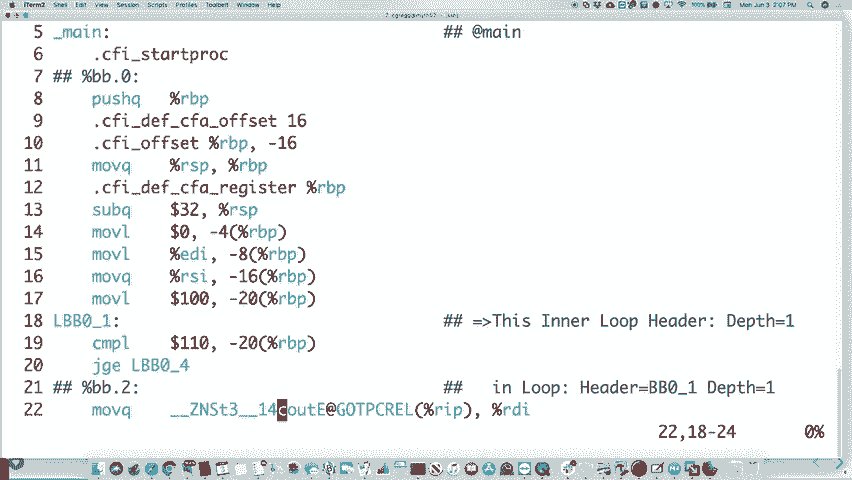 iTerm2 Shell Edit View Session Scripts Profiles Toolbelt Window Help 100% Mon Jun 3 2:07 PM
5 _main: ## @main
6 .cfi_startproc
7 ## %bb.0:
8 pushq %rbp
9 .cfi_def_cfa_offset 16
10 .cfi_offset %rbp, -16
11 movq %rsp, %rbp
12 .cfi_def_cfa_register %rbp
13 subq $32, %rsp
14 movl $0, -4(%rbp)
15 movl %edi, -8(%rbp)
16 movq %rsi, -16(%rbp)
17 movl $100, -20(%rbp)
18 LBB0_1: ## =>This Inner Loop Header: Depth=1
19 cmpl $110, -20(%rbp)
20 jge LBB0_4
21 ## %bb.2: ## in Loop: Header=BB0_1 Depth=1
22 movq __ZNSt3__14coutE@GOTPCREL(%rip), %rdi
22,18-24 0%